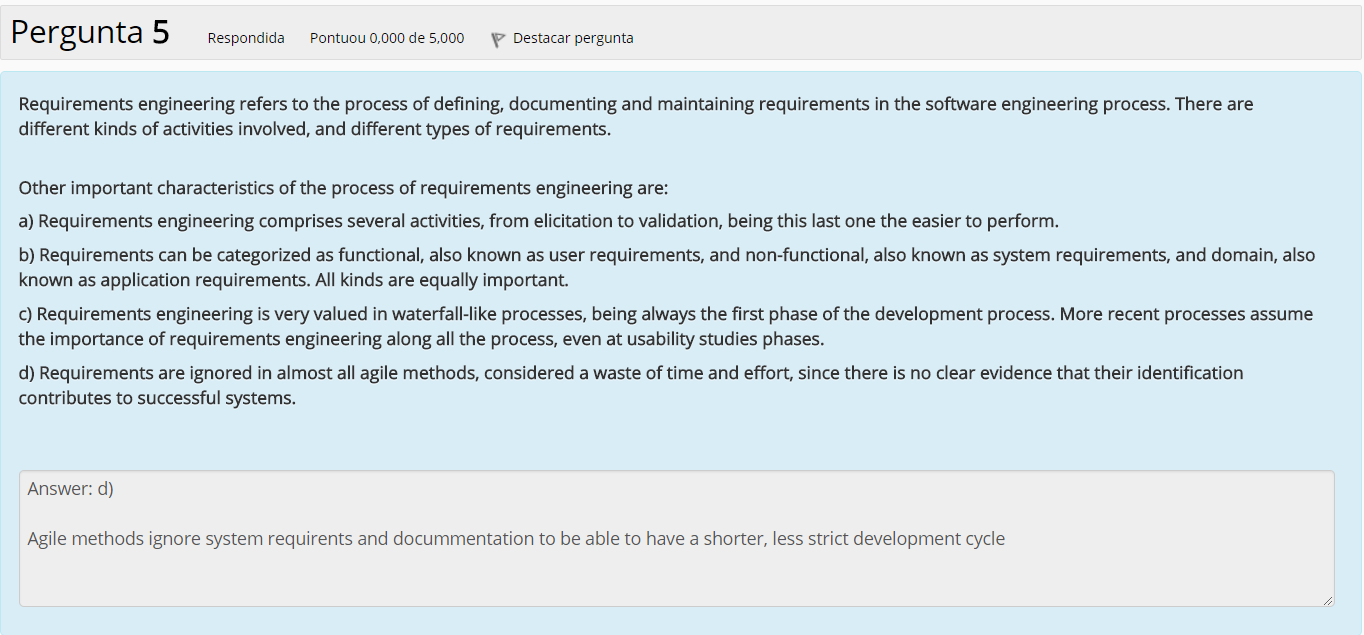 Pergunta 5 Respondida Pontuou 0,000 de 5,000 Destacar pergunta
Requirements engineering refers to the process of defining, documenting and maintaining requirements in the software engineering process. There are
different kinds of activities involved, and different types of requirements.
Other important characteristics of the process of requirements engineering are:
a) Requirements engineering comprises several activities, from elicitation to validation, being this last one the easier to perform.
b) Requirements can be categorized as functional, also known as user requirements, and non-functional, also known as system requirements, and domain, also
known as application requirements. All kinds are equally important.
c) Requirements engineering is very valued in waterfall-like processes, being always the first phase of the development process. More recent processes assume
the importance of requirements engineering along all the process, even at usability studies phases.
d) Requirements are ignored in almost all agile methods, considered a waste of time and effort, since there is no clear evidence that their identification
contributes to successful systems.
Answer: d)
Agile methods ignore system requirents and docummentation to be able to have a shorter, less strict development cycle